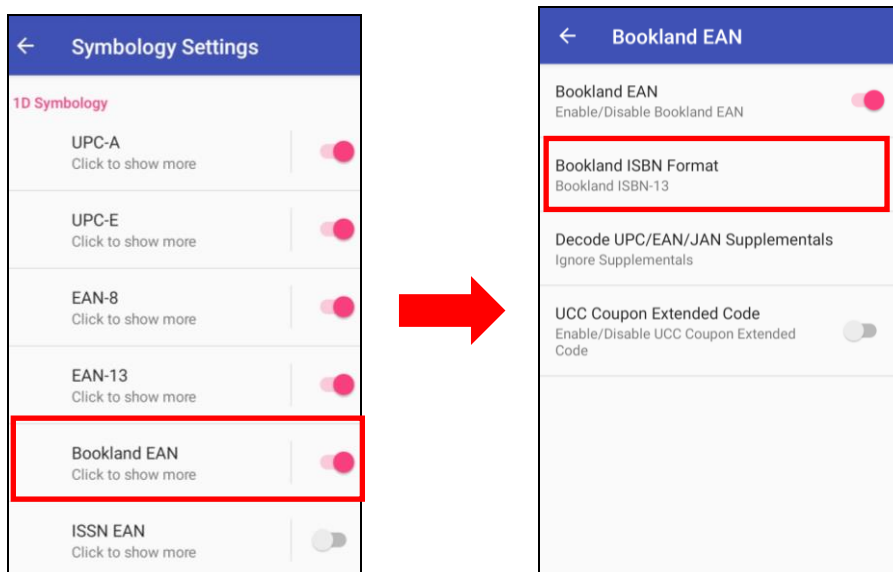 Symbology Settings
1D Symbology
UPC-A
Click to show more
UPC-E
Click to show more
EAN-8
Click to show more
EAN-13
Click to show more
Bookland EAN
Click to show more
ISSN EAN
Click to show more
Bookland EAN
Bookland EAN
Enable/Disable Bookland EAN
Bookland ISBN Format
Bookland ISBN-13
Decode UPC/EAN/JAN Supplementals
Ignore Supplementals
UCC Coupon Extended Code
Enable/Disable UCC Coupon Extended
Code